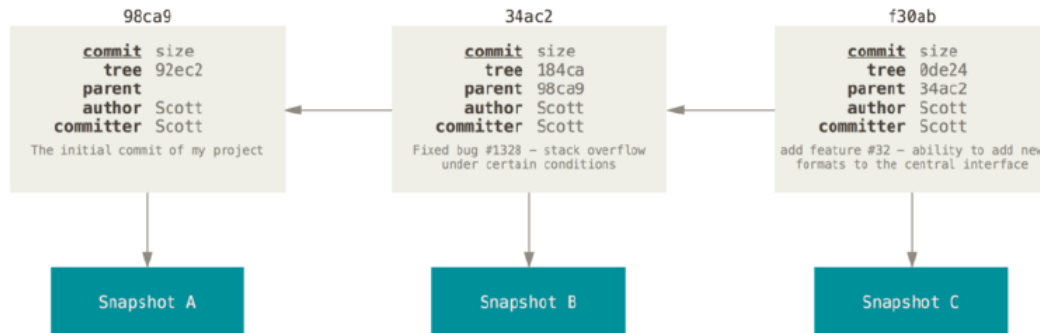 98ca9
commit size
tree 92ec2
parent
author Scott
committer Scott
The initial commit of my project
34ac2
commit size
tree 184ca
parent 98ca9
author Scott
committer Scott
Fixed bug #1328 – stack overflow
under certain conditions
f30ab
commit size
tree 0de24
parent 34ac2
author Scott
committer Scott
add feature #32 – ability to add new
formats to the central interface
Snapshot A
Snapshot B
Snapshot C